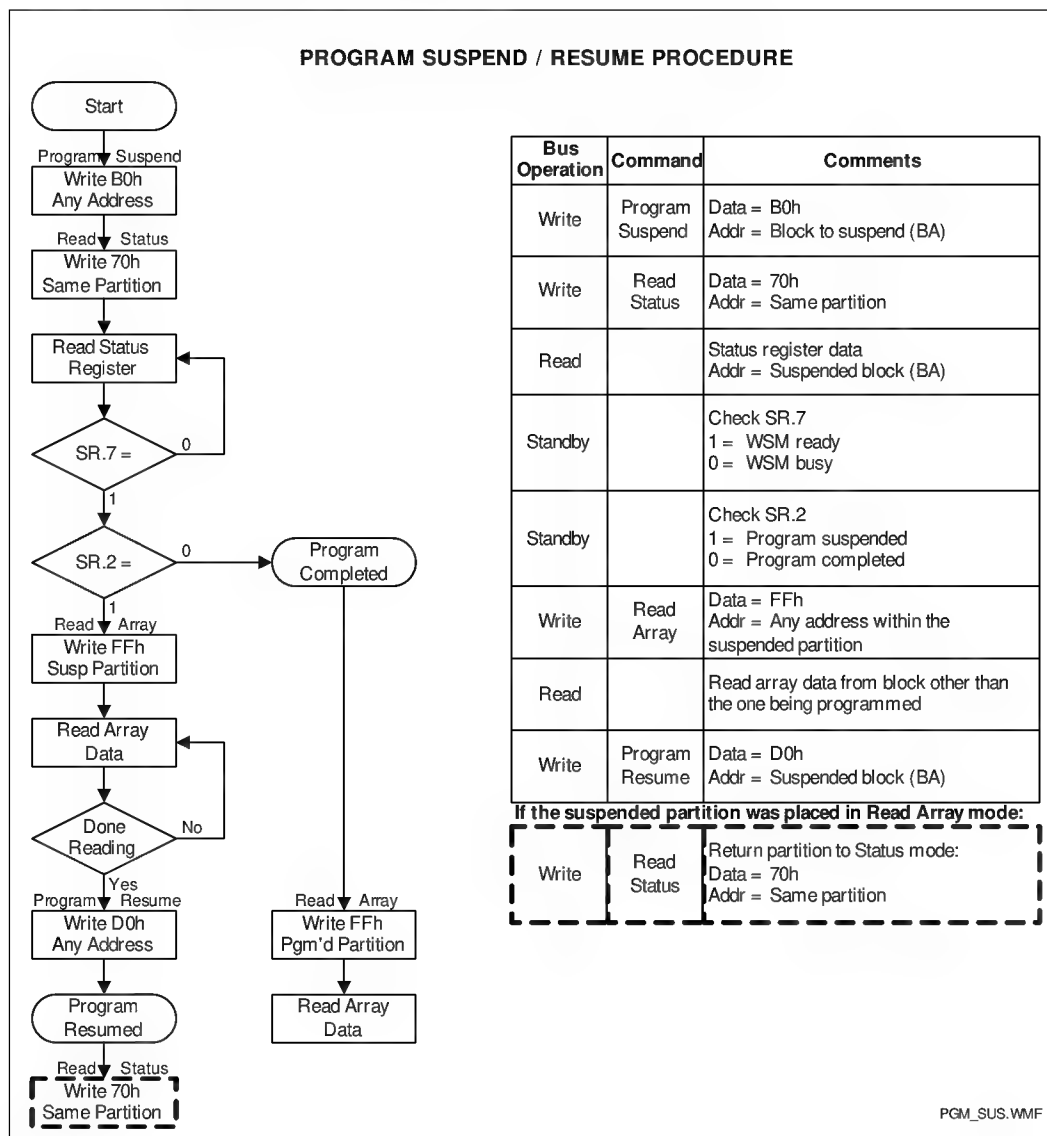 PROGRAM SUSPEND / RESUME PROCEDURE
Start
Program Suspend
Write B0h
Any Address
Read Status
Write 70h
Same Partition
Read Status
Register
SR.7 =
0
1
SR.2 =
0
Program
Completed
1
Read Array
Write FFh
Susp Partition
Read Array
Data
Done
Reading
No
Yes
Program Resume
Write D0h
Any Address
Program
Resumed
Read Status
Write 70h
Same Partition
Read Array
Write FFh
Pgm'd Partition
Read Array
Data
Bus
Operation
Command
Comments
Write
Program
Suspend
Data = B0h
Addr = Block to suspend (BA)
Write
Read
Status
Data = 70h
Addr = Same partition
Read
Status register data
Addr = Suspended block (BA)
Standby
Check SR.7
1 = WSM ready
0 = WSM busy
Standby
Check SR.2
1 = Program suspended
0 = Program completed
Write
Read
Array
Data = FFh
Addr = Any address within the
suspended partition
Read
Read array data from block other than
the one being programmed
Write
Program
Resume
Data = D0h
Addr = Suspended block (BA)
If the suspended partition was placed in Read Array mode:
Write
Read
Status
Return partition to Status mode:
Data = 70h
Addr = Same partition
PGM_SUS.WMF